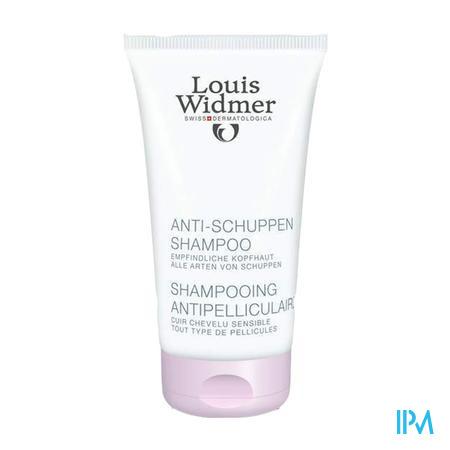 Louis
Widmer
SWISS DERMATOLOGICA
ANTI-SCHUPPEN
SHAMPOO
EMPFINDLICHE KOPFHAUT
ALLE ARTEN VON SCHUPPEN
SHAMPOOING
ANTIPELLICULAIRE
CUIR CHEVELU SENSIBLE
TOUT TYPE DE PELLICULES
IPM